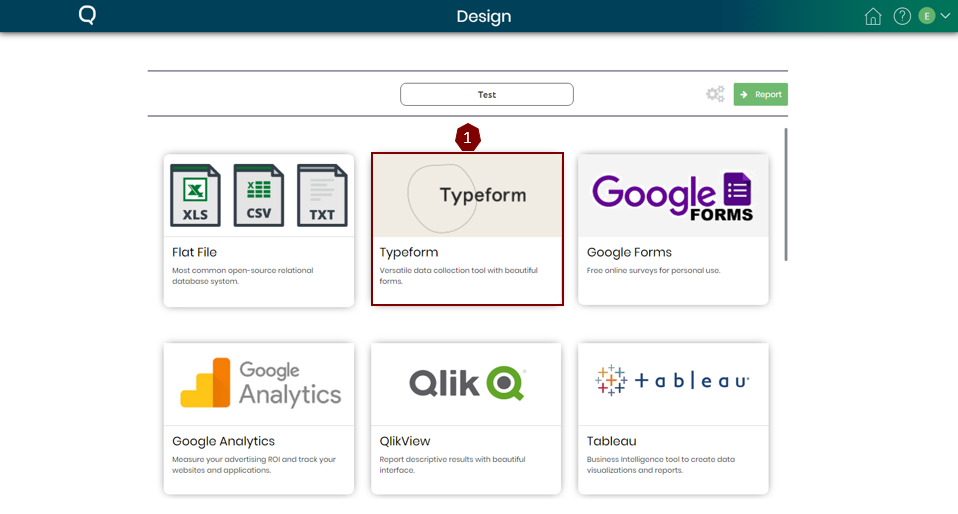 Q
Design
?
E
Test
Report
1
XLS
CSV
TXT
Typeform
Google
FORMS
Flat File
Most common open-source relational
database system.
Typeform
Versatile data collection tool with beautiful
forms.
Google Forms
Free online surveys for personal use.
Google
Analytics
Qlik Q
+ a b | e a u
Google Analytics
Measure your advertising ROI and track your
websites and applications.
QlikView
Report descriptive results with beautiful
interface.
Tableau
Business Intelligence tool to create data
visualizations and reports.